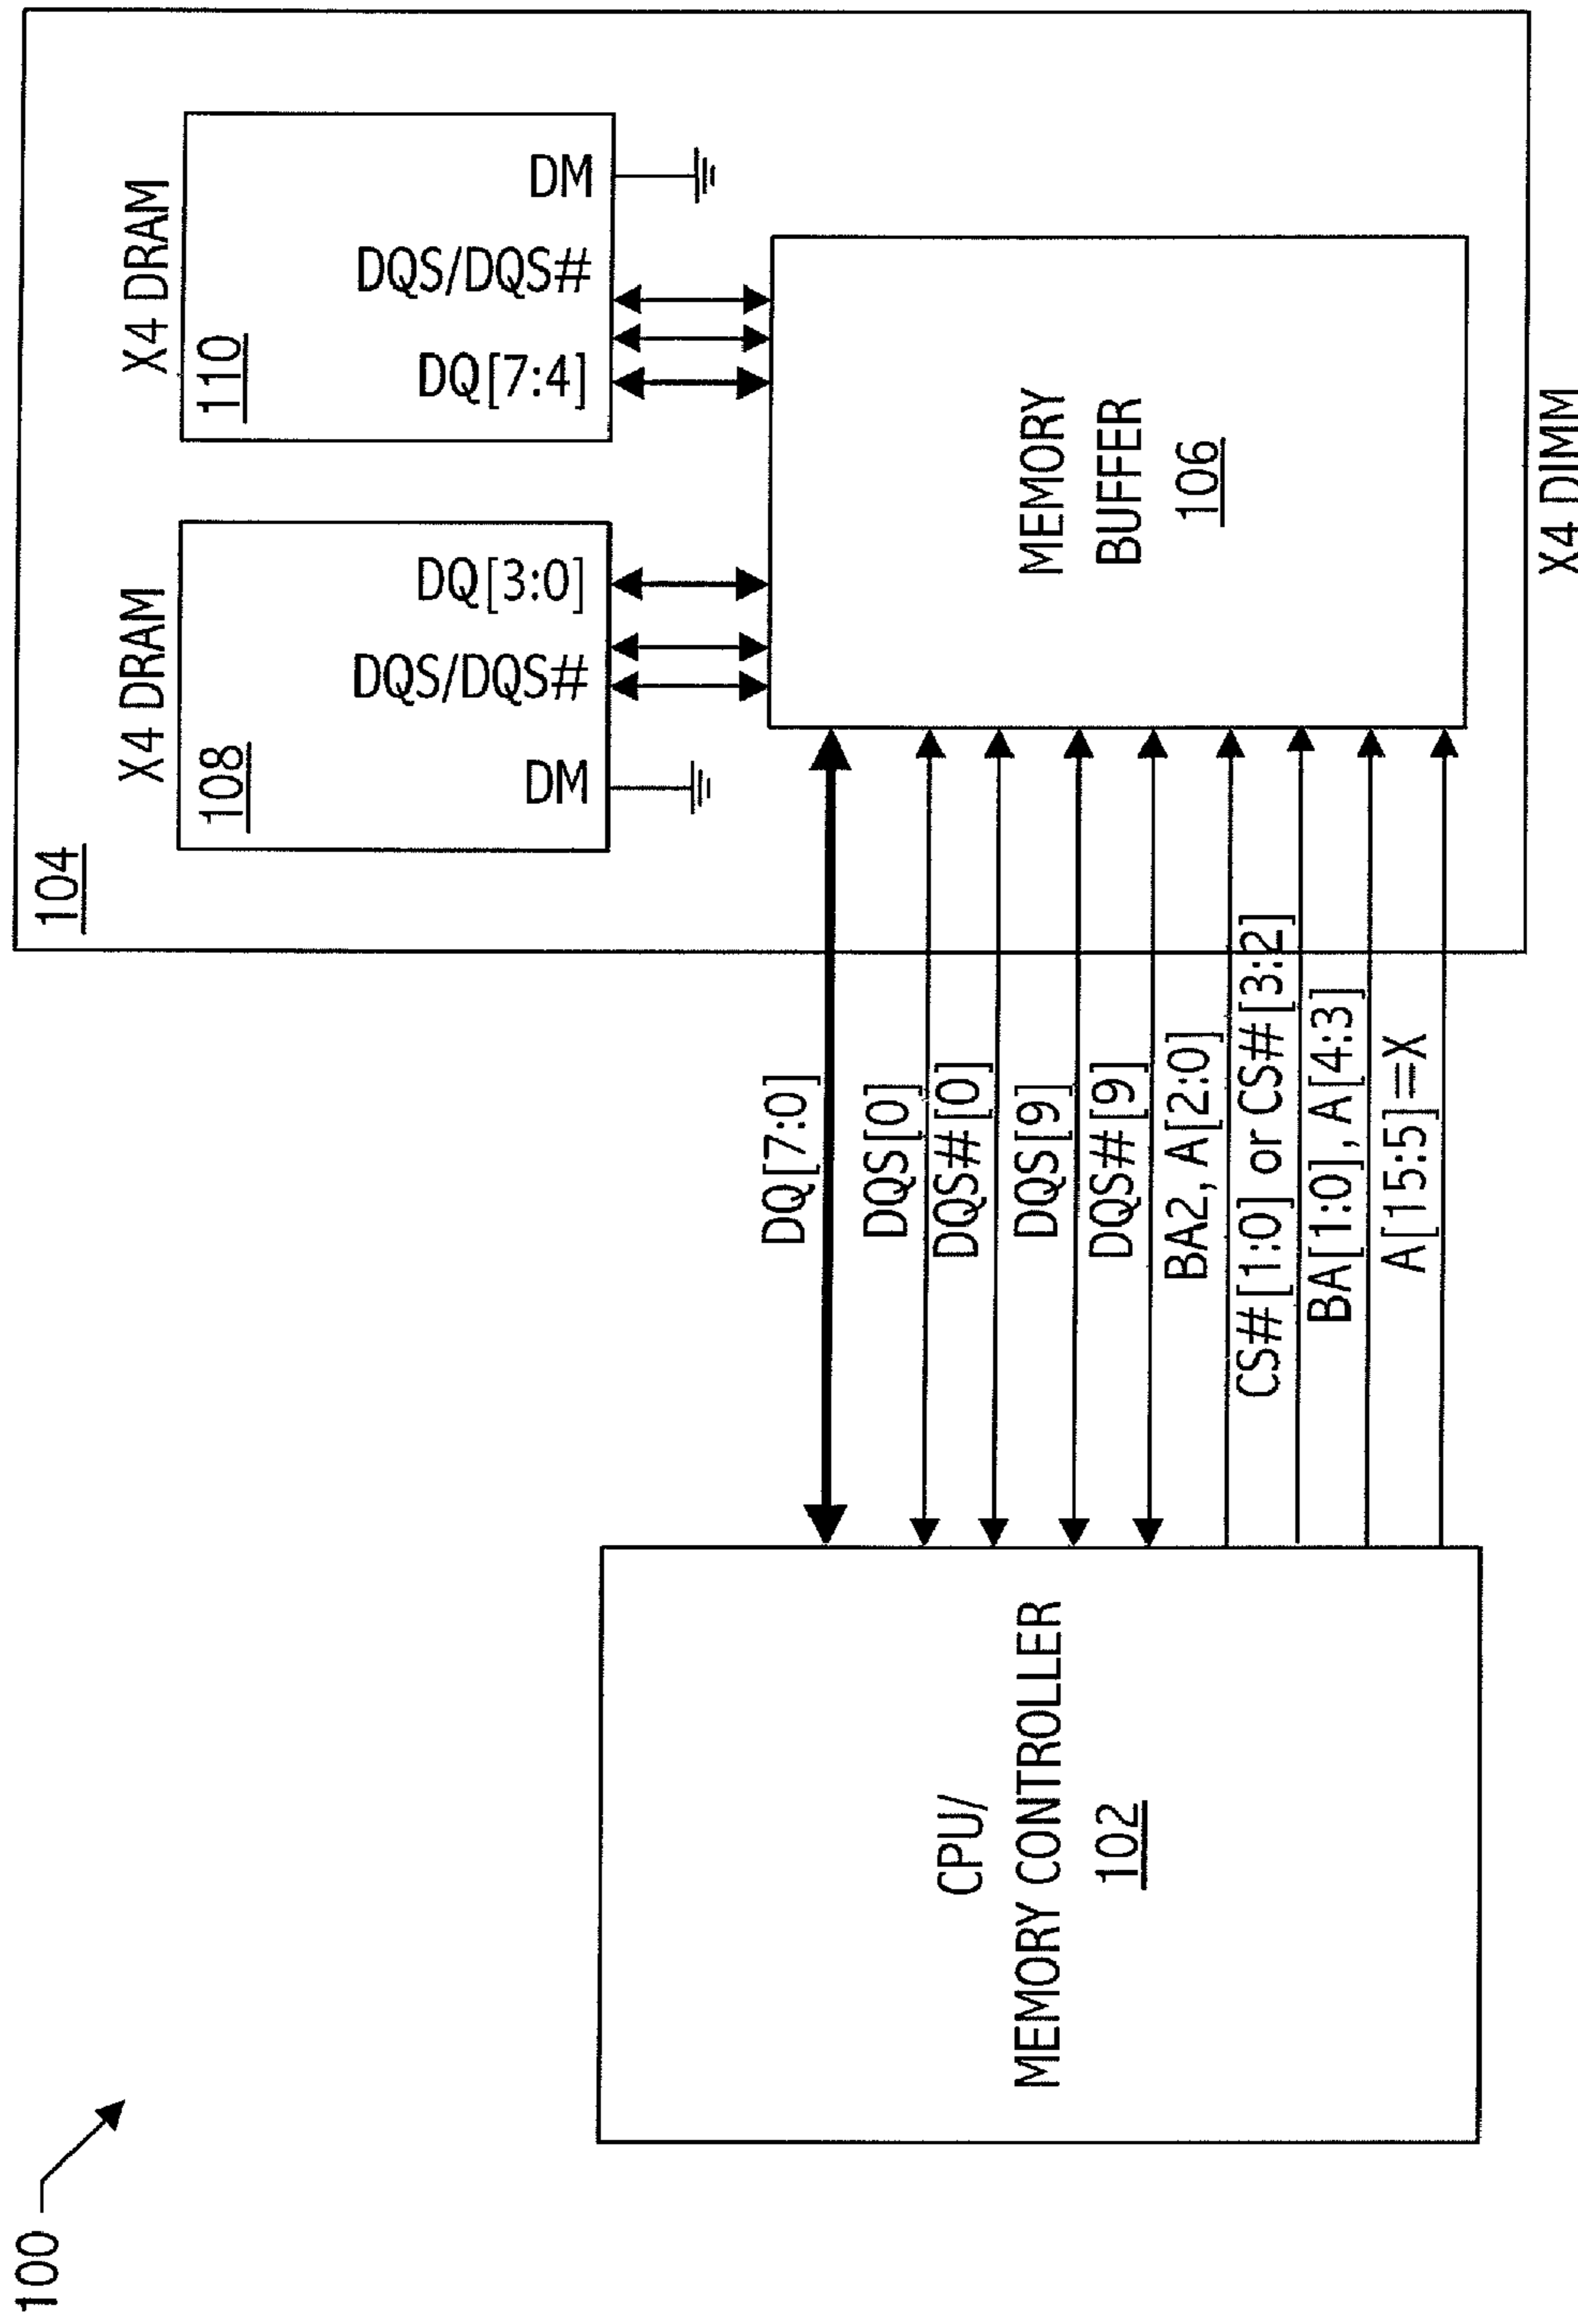 100
104
X4 DRAM
108
DM
DQS/DQS#
DQ[3:0]
X4 DRAM
110
DQ[7:4]
DQS/DQS#
DM
MEMORY
BUFFER
106
X4 DIMM
DQ[7:0]
DQS[0]
DQS#[0]
DQS[9]
DQS#[9]
BA2, A[2:0]
CS#[1:0] or CS#[3:2]
BA[1:0], A[4:3]
A[15:5]=X
CPU/
MEMORY CONTROLLER
102